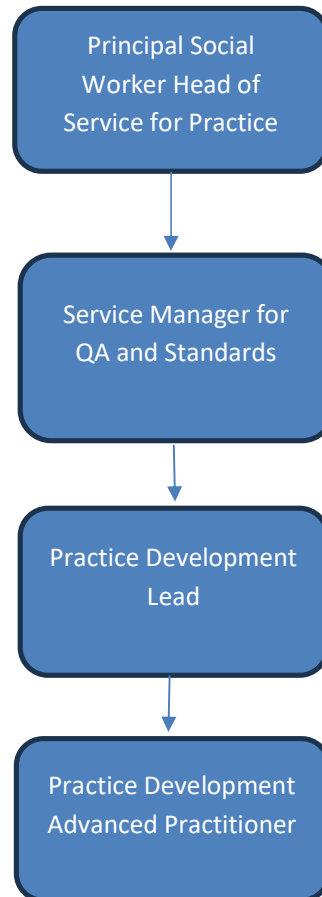 Principal Social
Worker Head of
Service for Practice
Service Manager for
QA and Standards
Practice Development
Lead
Practice Development
Advanced Practitioner